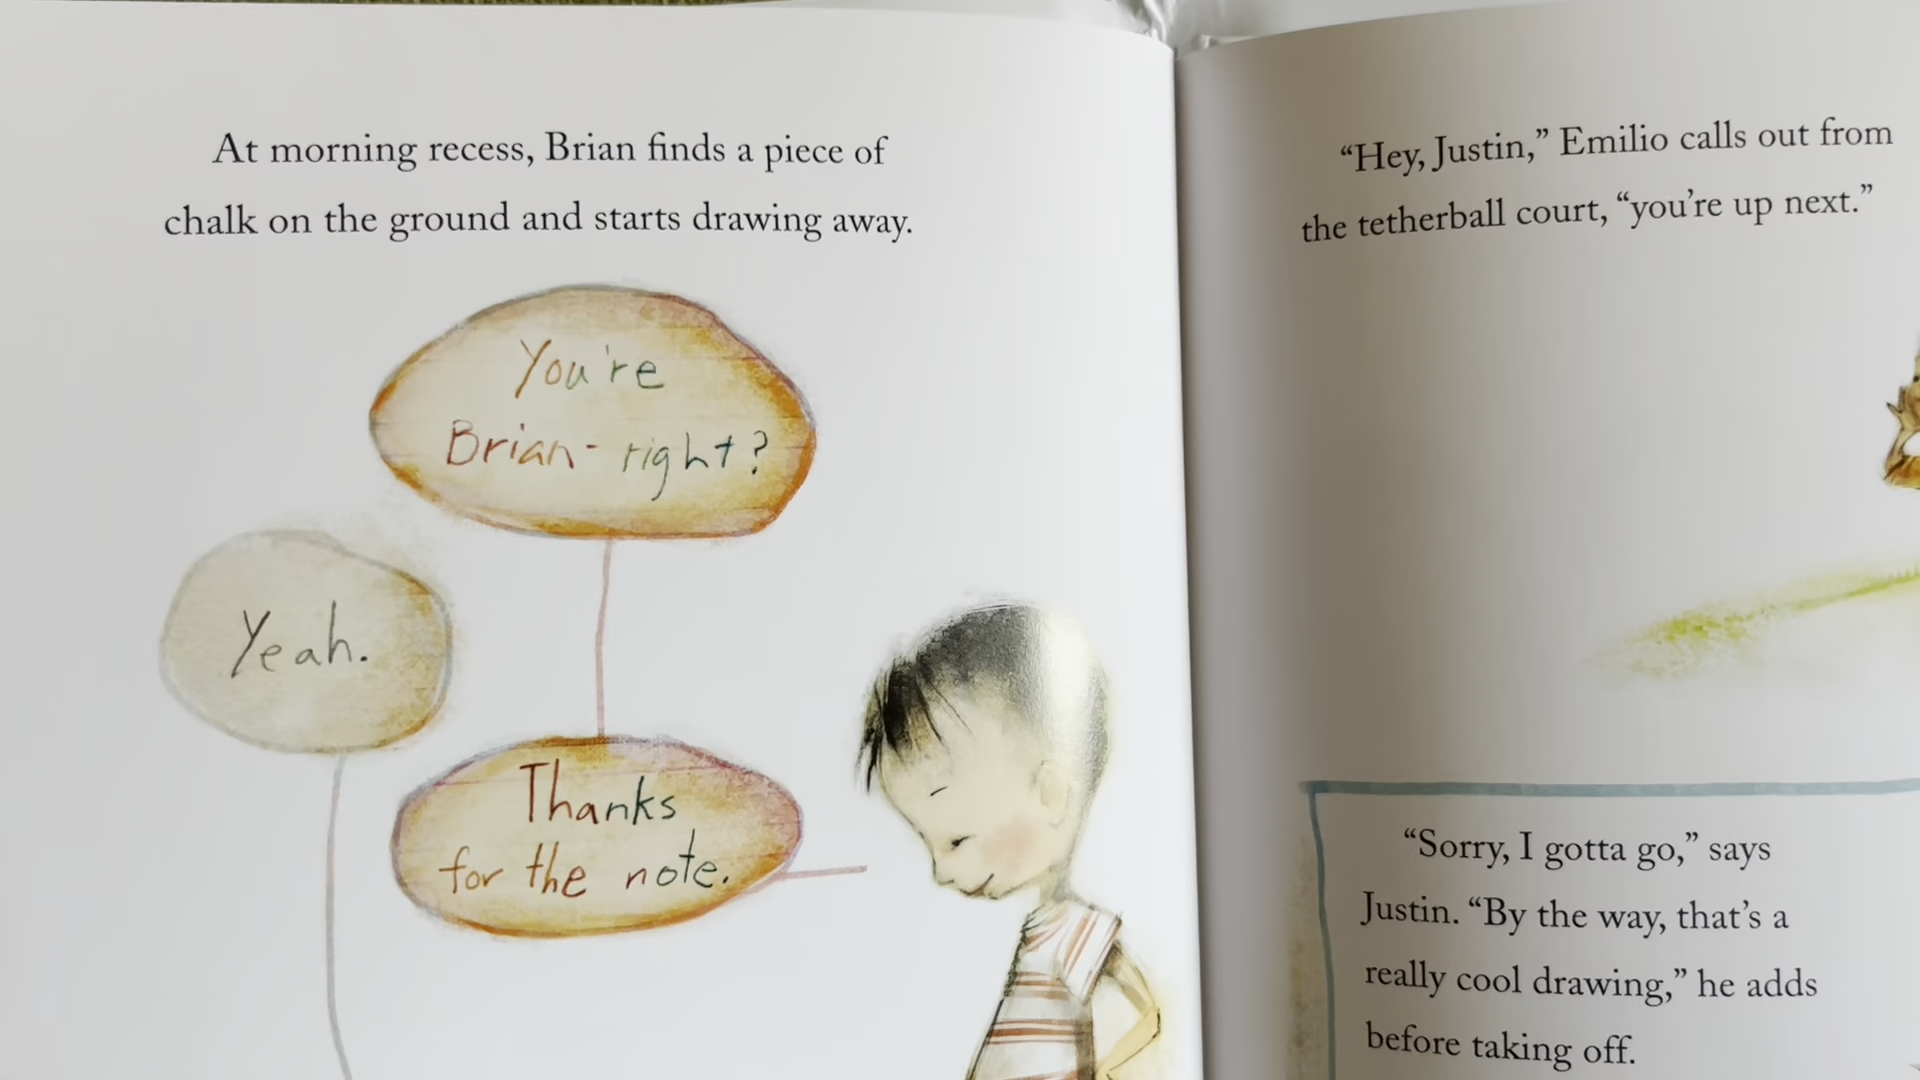 At morning recess, Brian finds a piece of
chalk on the ground and starts drawing away.
You're
Brian- right?
Yeah.
Thanks
for the note.
“Hey, Justin,” Emilio calls out from
the tetherball court, “you’re up next.”
“Sorry, I gotta go,” says
Justin. “By the way, that’s a
really cool drawing,” he adds
before taking off.